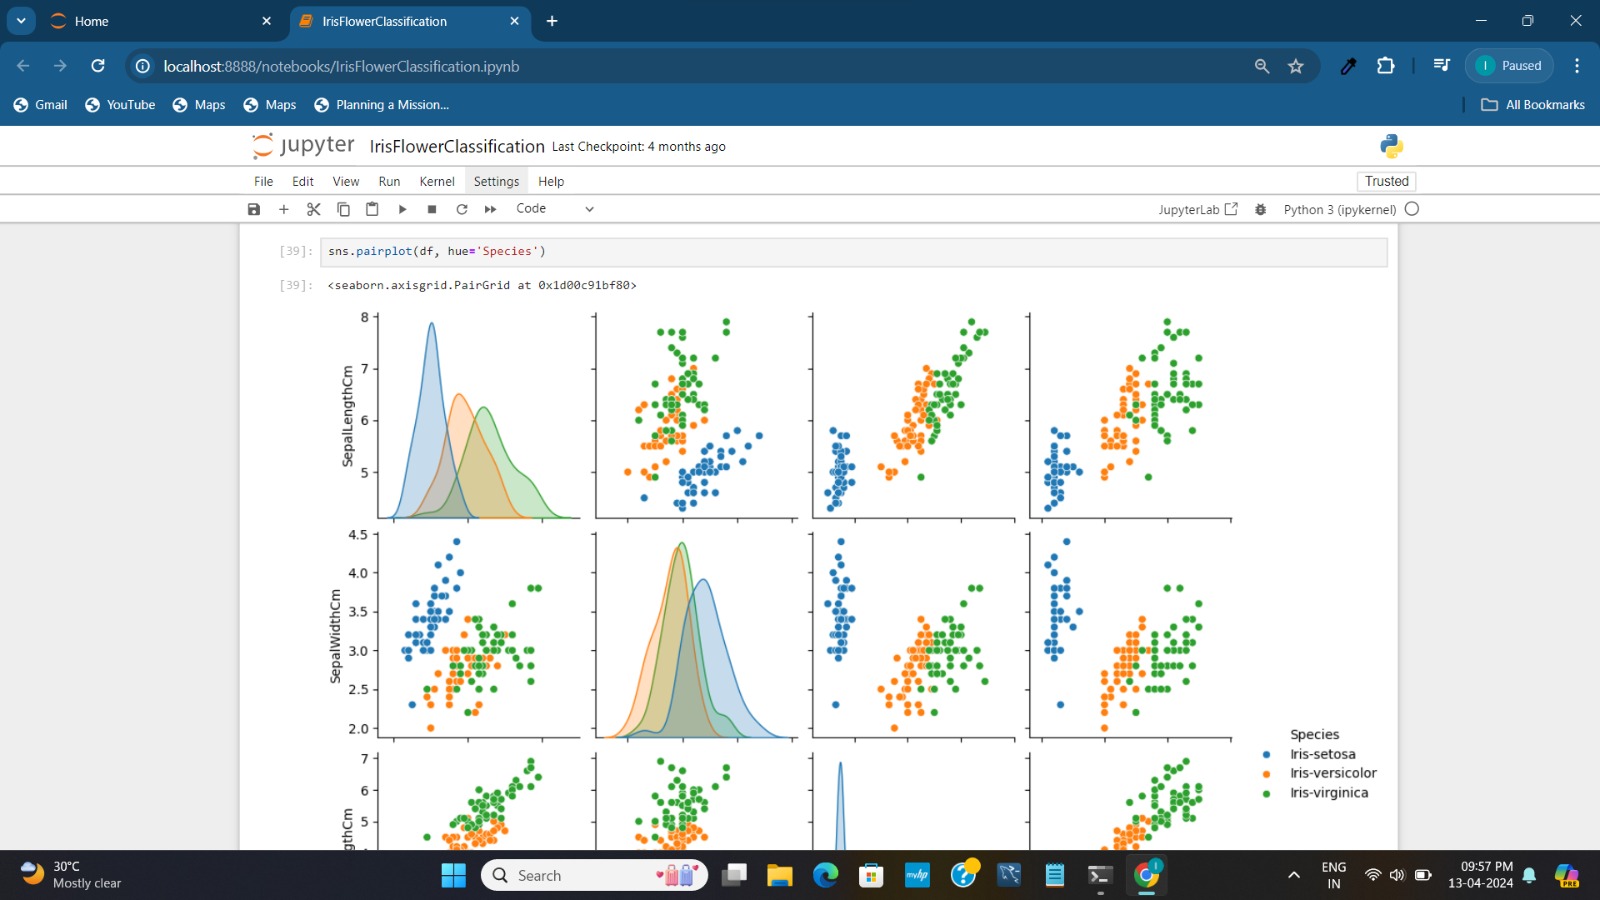 Home
IrisFlowerClassification
localhost:8888/notebooks/IrisFlowerClassification.ipynb
I Paused
Gmail YouTube Maps Maps Planning a Mission... All Bookmarks
jupyter IrisFlowerClassification Last Checkpoint: 4 months ago
File Edit View Run Kernel Settings Help Trusted
Code JupyterLab Python 3 (ipykernel)
[39]: sns.pairplot(df, hue='Species')
[39]: <seaborn.axisgrid.PairGrid at 0x1d00c91bf80>
8
7
6
5
SepalLengthCm
4.5
4.0
3.5
3.0
2.5
2.0
SepalWidthCm
7
6
5
gthCm
Species
Iris-setosa
Iris-versicolor
Iris-virginica
30°C
Mostly clear
Search
myhp
1
PRE
ENG
IN
09:57 PM
13-04-2024